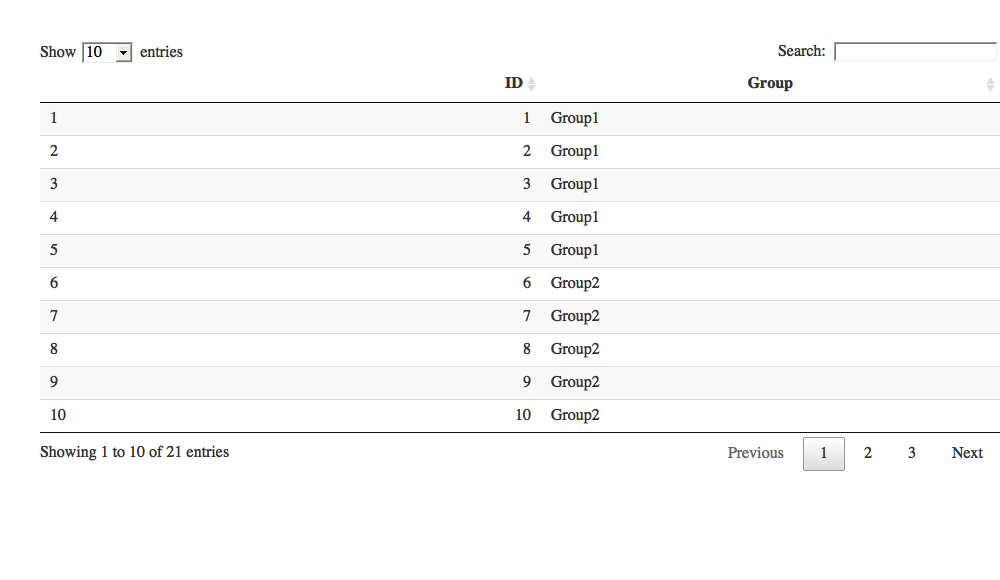 Show 10 entries Search:
ID Group
1 1 Group1
2 2 Group1
3 3 Group1
4 4 Group1
5 5 Group1
6 6 Group2
7 7 Group2
8 8 Group2
9 9 Group2
10 10 Group2
Showing 1 to 10 of 21 entries Previous 1 2 3 Next